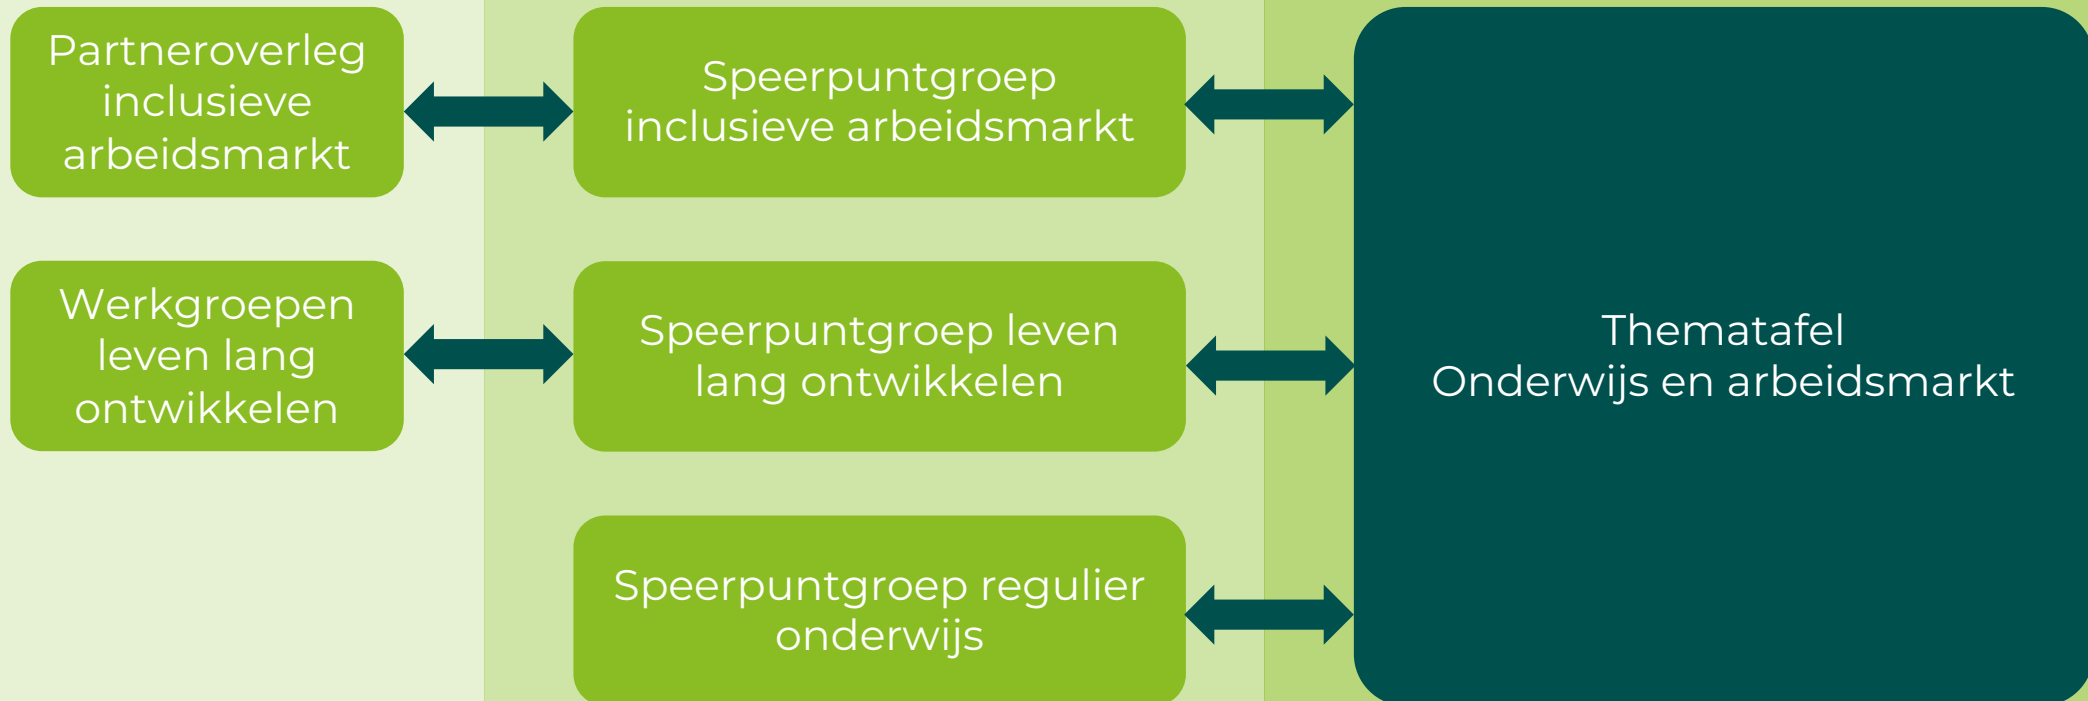 Partneroverleg
inclusieve
arbeidsmarkt
Speerpuntgroep
inclusieve arbeidsmarkt
Werkgroepen
leven lang
ontwikkelen
Speerpuntgroep leven
lang ontwikkelen
Thematafel
Onderwijs en arbeidsmarkt
Speerpuntgroep regulier
onderwijs